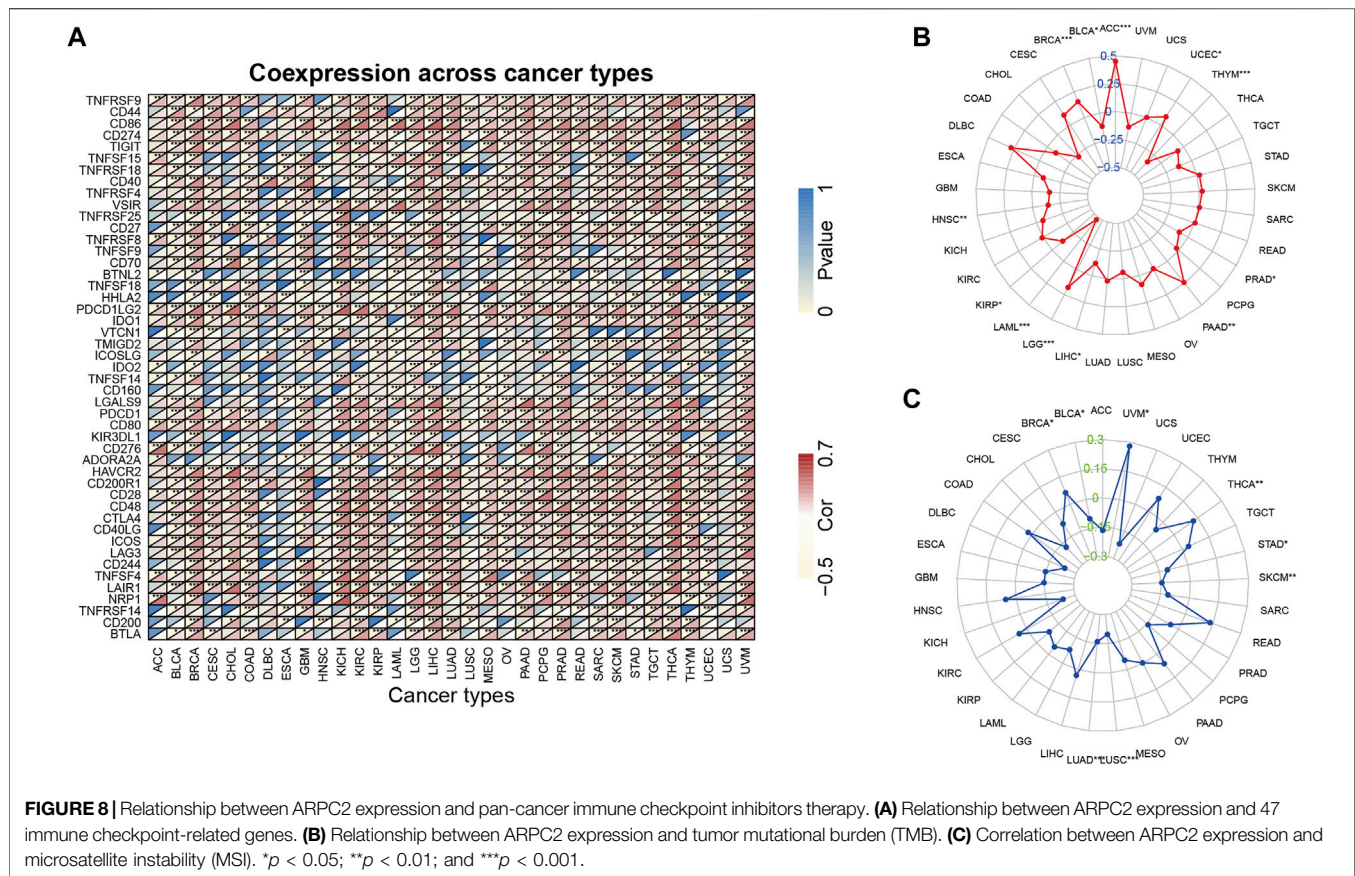 A
Coexpression across cancer types
TNFRSF9
CD44
CD86
CD274
TIGIT
TNFSF15
TNFRSF18
CD40
TNFRSF4
VSIR
TNFRSF25
CD27
TNFRSF8
TNFSF9
CD70
BTNL2
TNFSF18
HHLA2
PDCD1LG2
IDO1
VTCN1
TMIGD2
ICOSLG
IDO2
TNFSF14
CD160
LGALS9
PDCD1
CD80
KIR3DL1
CD276
ADORA2A
HAVCR2
CD200R1
CD28
CD48
CTLA4
CD40LG
ICOS
LAG3
CD244
TNFSF4
LAIR1
NRP1
TNFRSF14
CD200
BTLA
ACC
BLCA
BRCA
CESC
CHOL
COAD
DLBC
ESCA
GBM
HNSC
KICH
KIRC
KIRP
LAML
LGG
LIHC
LUAD
LUSC
MESO
OV
PAAD
PCPG
PRAD
READ
SARC
SKCM
STAD
TGCT
THCA
THYM
UCEC
UCS
UVM
Cancer types
0 Pvalue 1
−0.5 Cor 0.7
B
ACC***
UVM
UCS
UCEC*
THYM***
THCA
TGCT
STAD
SKCM
SARC
READ
PRAD*
PCPG
PAAD**
OV
MESO
LUSC
LUAD
LIHC*
LGG***
LAML***
KIRP*
KIRC
KICH
HNSC**
GBM
ESCA
DLBC
COAD
CHOL
CESC
BRCA***
BLCA*
0.5
0.25
0
-0.25
-0.5
C
ACC
UVM*
UCS
UCEC
THYM
THCA**
TGCT
STAD*
SKCM**
SARC
READ
PRAD
PCPG
PAAD
OV
MESO
LUSC***
LUAD**
LIHC
LGG
LAML
KIRP
KIRC
KICH
HNSC
GBM
ESCA
DLBC
COAD
CHOL
CESC
BRCA*
BLCA*
0.3
0.15
0
-0.15
-0.3
FIGURE 8 | Relationship between ARPC2 expression and pan-cancer immune checkpoint inhibitors therapy. (A) Relationship between ARPC2 expression and 47
immune checkpoint-related genes. (B) Relationship between ARPC2 expression and tumor mutational burden (TMB). (C) Correlation between ARPC2 expression and
microsatellite instability (MSI). *p < 0.05; **p < 0.01; and ***p < 0.001.